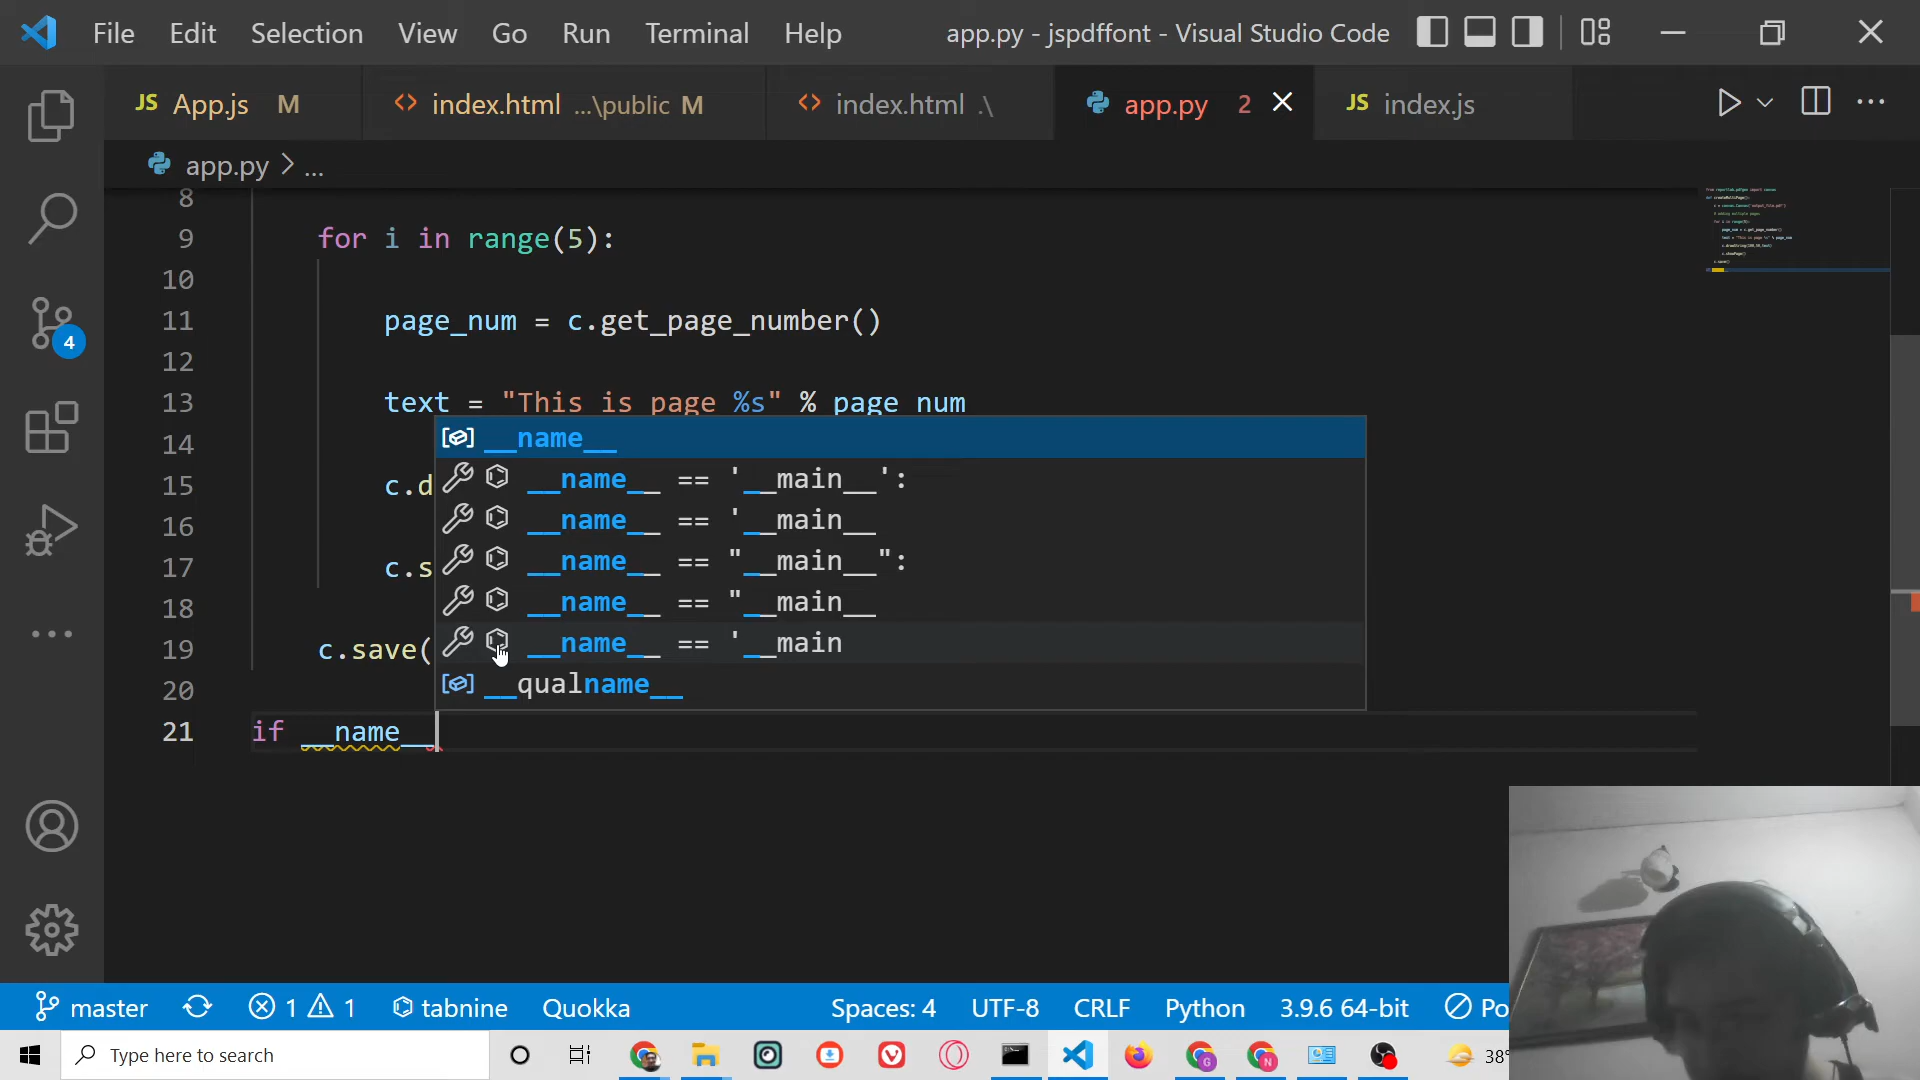 File Edit Selection View Go Run Terminal Help app.py - jspdffont - Visual Studio Code
JS App.js M <> index.html ...\public M <> index.html .\ app.py 2 JS index.js
app.py > ...
8
9 for i in range(5):
10
11 page_num = c.get_page_number()
12
13 text = "This is page %s" % page_num
14 __name__
__name__ == '__main__':
15 c.d
16 __name__ == '__main__
17 c.s __name__ == "__main__":
18 __name__ == "__main__
19 c.save( __name__ == '__main
20 __qualname__
21 if __name__
4
master 1 1 tabnine Quokka Spaces: 4 UTF-8 CRLF Python 3.9.6 64-bit Po
Type here to search 38°